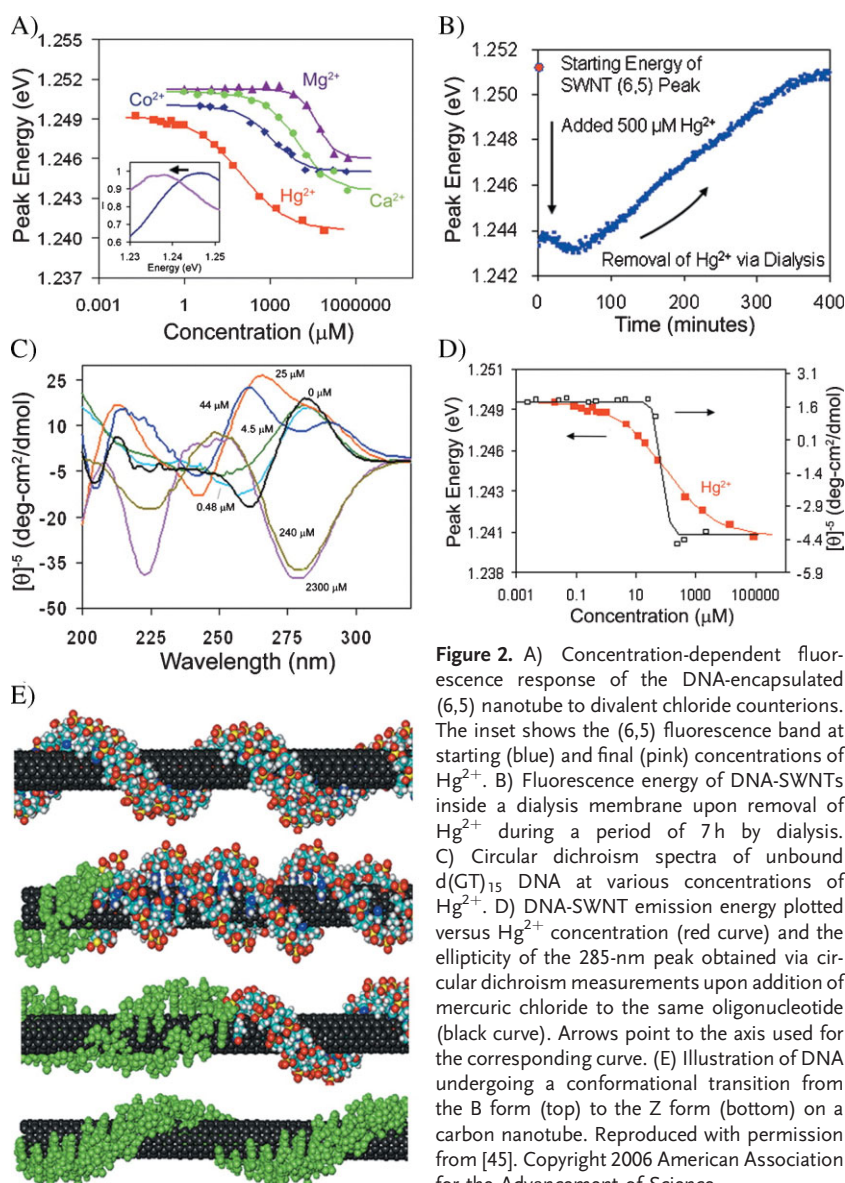 A)
1.255
1.252
1.249
1.246
1.243
1.240
1.237
Peak Energy (eV)
Mg²⁺
Co²⁺
Hg²⁺
Ca²⁺
1
0.9
0.8
0.7
0.6
I
1.23 1.24 1.25
Energy (eV)
0.001 1 1000 1000000
Concentration (μM)
B)
1.252
1.250
1.248
1.246
1.244
1.242
Peak Energy (eV)
Starting Energy of
SWNT (6,5) Peak
Added 500 μM Hg²⁺
Removal of Hg²⁺ via Dialysis
0 100 200 300 400
Time (minutes)
C)
25
10
-5
-20
-35
-50
[θ]⁻⁵ (deg-cm²/dmol)
25 μM
0 μM
44 μM
4.5 μM
0.48 μM
240 μM
2300 μM
200 225 250 275 300
Wavelength (nm)
D)
1.251
1.249
1.246
1.243
1.241
1.238
Peak Energy (eV)
Hg²⁺
3.1
1.6
0.1
-1.4
-2.9
-4.4
-5.9
[θ]⁻⁵ (deg-cm²/dmol)
0.001 0.1 10 1000 100000
Concentration (μM)
E)
Figure 2. A) Concentration-dependent fluor-
escence response of the DNA-encapsulated
(6,5) nanotube to divalent chloride counterions.
The inset shows the (6,5) fluorescence band at
starting (blue) and final (pink) concentrations of
Hg²⁺. B) Fluorescence energy of DNA-SWNTs
inside a dialysis membrane upon removal of
Hg²⁺ during a period of 7 h by dialysis.
C) Circular dichroism spectra of unbound
d(GT)₁₅ DNA at various concentrations of
Hg²⁺. D) DNA-SWNT emission energy plotted
versus Hg²⁺ concentration (red curve) and the
ellipticity of the 285-nm peak obtained via cir-
cular dichroism measurements upon addition of
mercuric chloride to the same oligonucleotide
(black curve). Arrows point to the axis used for
the corresponding curve. (E) Illustration of DNA
undergoing a conformational transition from
the B form (top) to the Z form (bottom) on a
carbon nanotube. Reproduced with permission
from [45]. Copyright 2006 American Association
for the Advancement of Science.